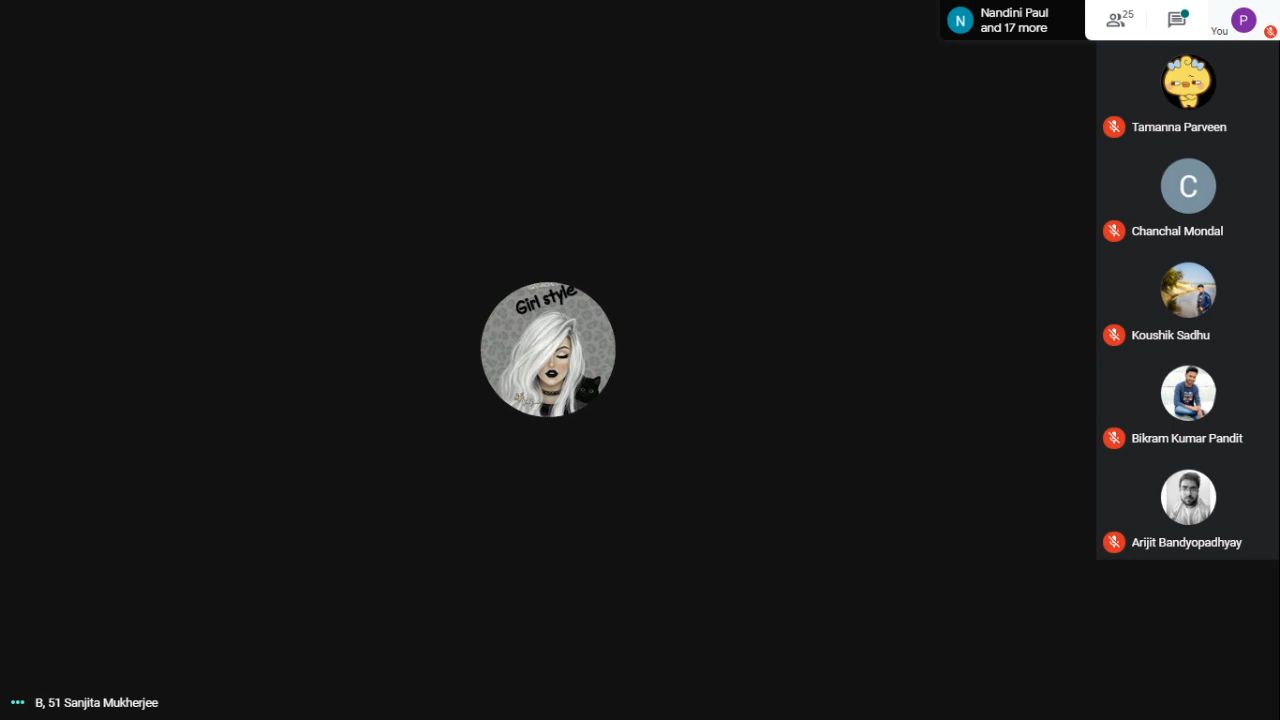 N
Nandini Paul
and 17 more
25
You
P
Tamanna Parveen
C
Chanchal Mondal
Koushik Sadhu
Girl style
Bikram Kumar Pandit
Arijit Bandyopadhyay
B, 51 Sanjita Mukherjee